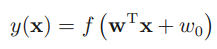 y(𝐱) = f (𝐰ᵀ𝐱 + w₀)